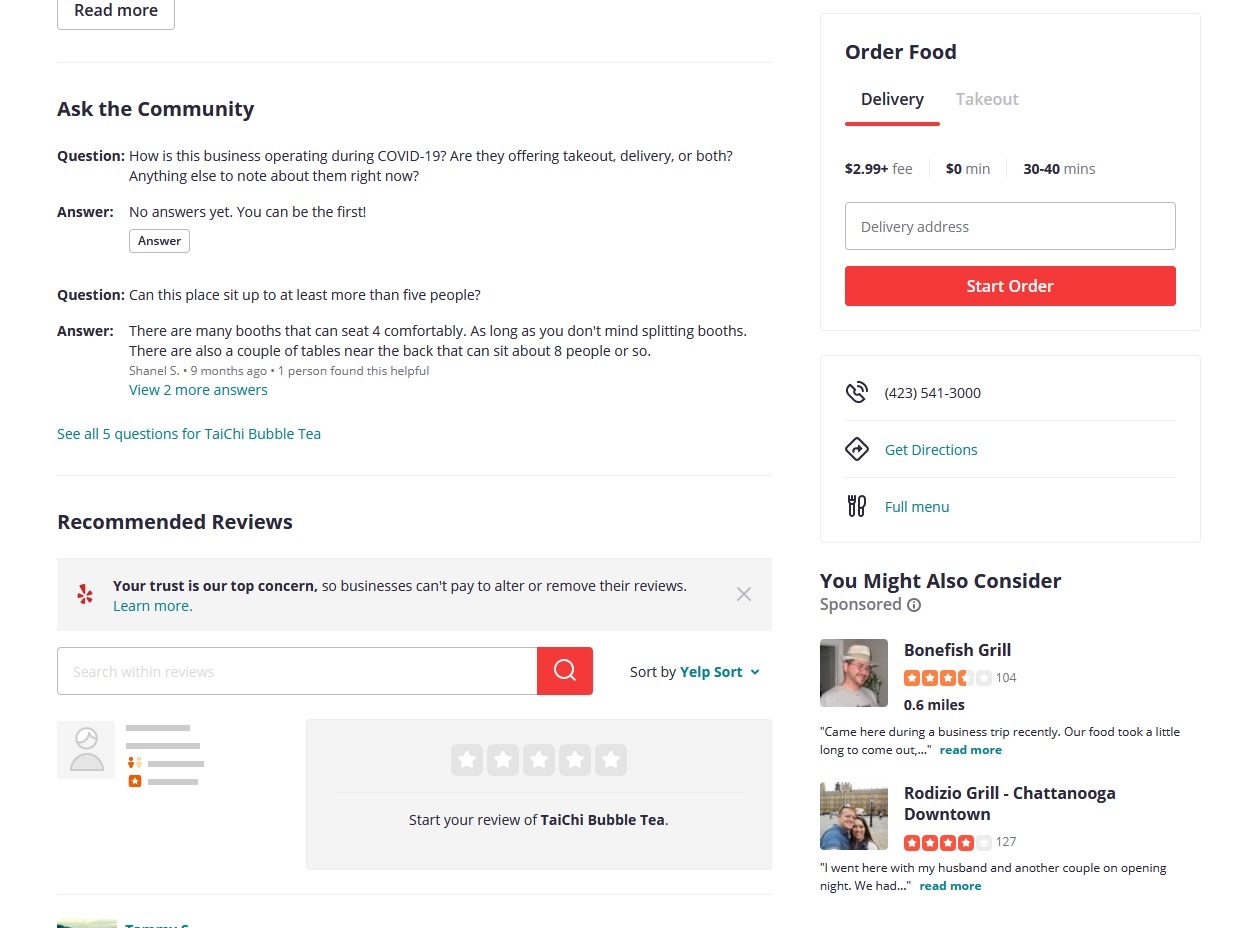 Read more
Ask the Community
Question: How is this business operating during COVID-19? Are they offering takeout, delivery, or both?
Anything else to note about them right now?
Answer: No answers yet. You can be the first!
Answer
Question: Can this place sit up to at least more than five people?
Answer: There are many booths that can seat 4 comfortably. As long as you don't mind splitting booths.
There are also a couple of tables near the back that can sit about 8 people or so.
Shanel S. • 9 months ago • 1 person found this helpful
View 2 more answers
See all 5 questions for TaiChi Bubble Tea
Recommended Reviews
Your trust is our top concern, so businesses can't pay to alter or remove their reviews.
Learn more.
Search within reviews
Sort by Yelp Sort
Start your review of TaiChi Bubble Tea.
Tommy S.
Order Food
Delivery Takeout
$2.99+ fee $0 min 30-40 mins
Delivery address
Start Order
(423) 541-3000
Get Directions
Full menu
You Might Also Consider
Sponsored
Bonefish Grill
104
0.6 miles
"Came here during a business trip recently. Our food took a little
long to come out,..." read more
Rodizio Grill - Chattanooga
Downtown
127
"I went here with my husband and another couple on opening
night. We had..." read more